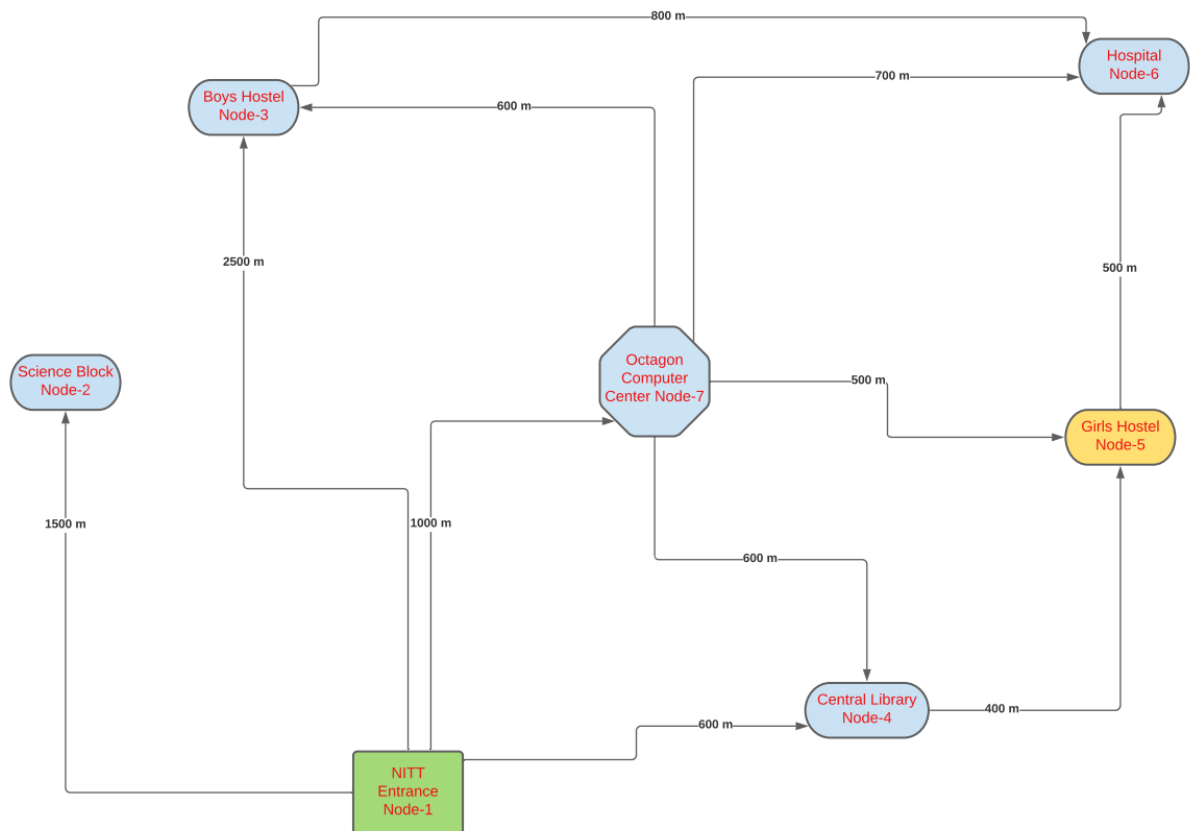 800 m
Hospital
Node-6
700 m
Boys Hostel
Node-3
600 m
2500 m
500 m
Octagon
Computer
Center Node-7
Science Block
Node-2
500 m
Girls Hostel
Node-5
1500 m
1000 m
600 m
Central Library
Node-4
400 m
600 m
NITT
Entrance
Node-1